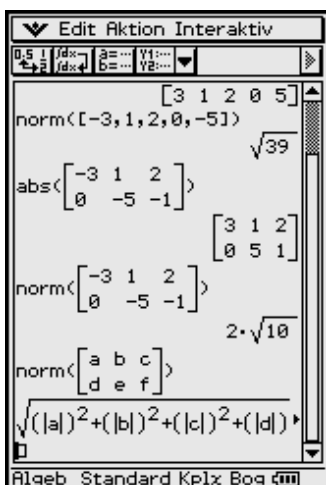 Edit Aktion Interaktiv
[3 1 2 0 5]
norm([-3,1,2,0,-5])
√39
abs([-3 1 2
0 -5 -1])
[3 1 2
0 5 1]
norm([-3 1 2
0 -5 -1])
2·√10
norm([a b c
d e f])
√(|a|)²+(|b|)²+(|c|)²+(|d|)
Algeb Standard Kplx Bog